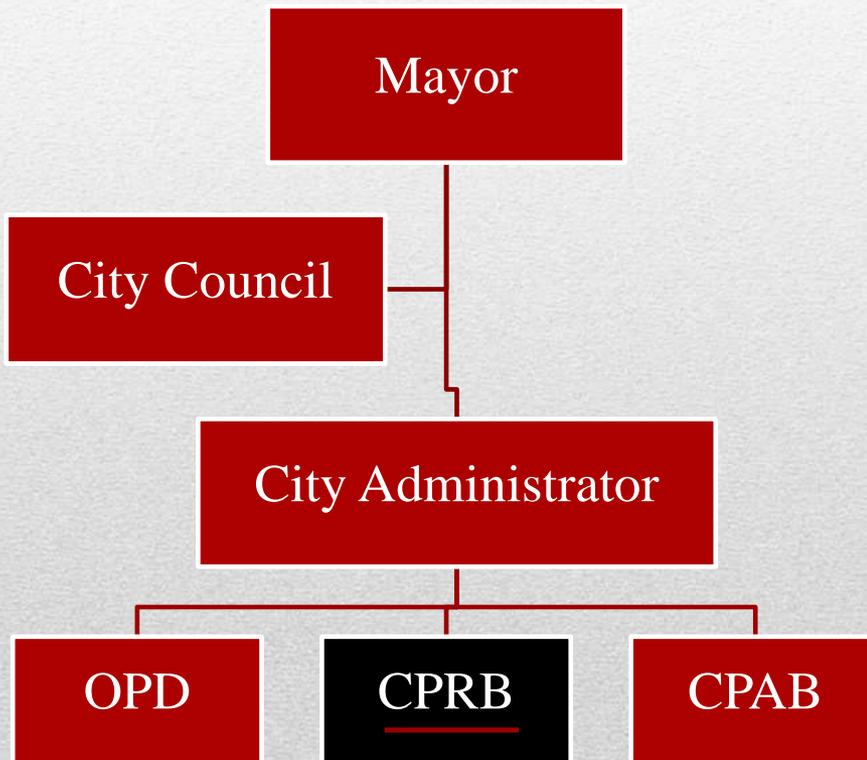 Mayor
City Council
City Administrator
OPD
CPRB
CPAB